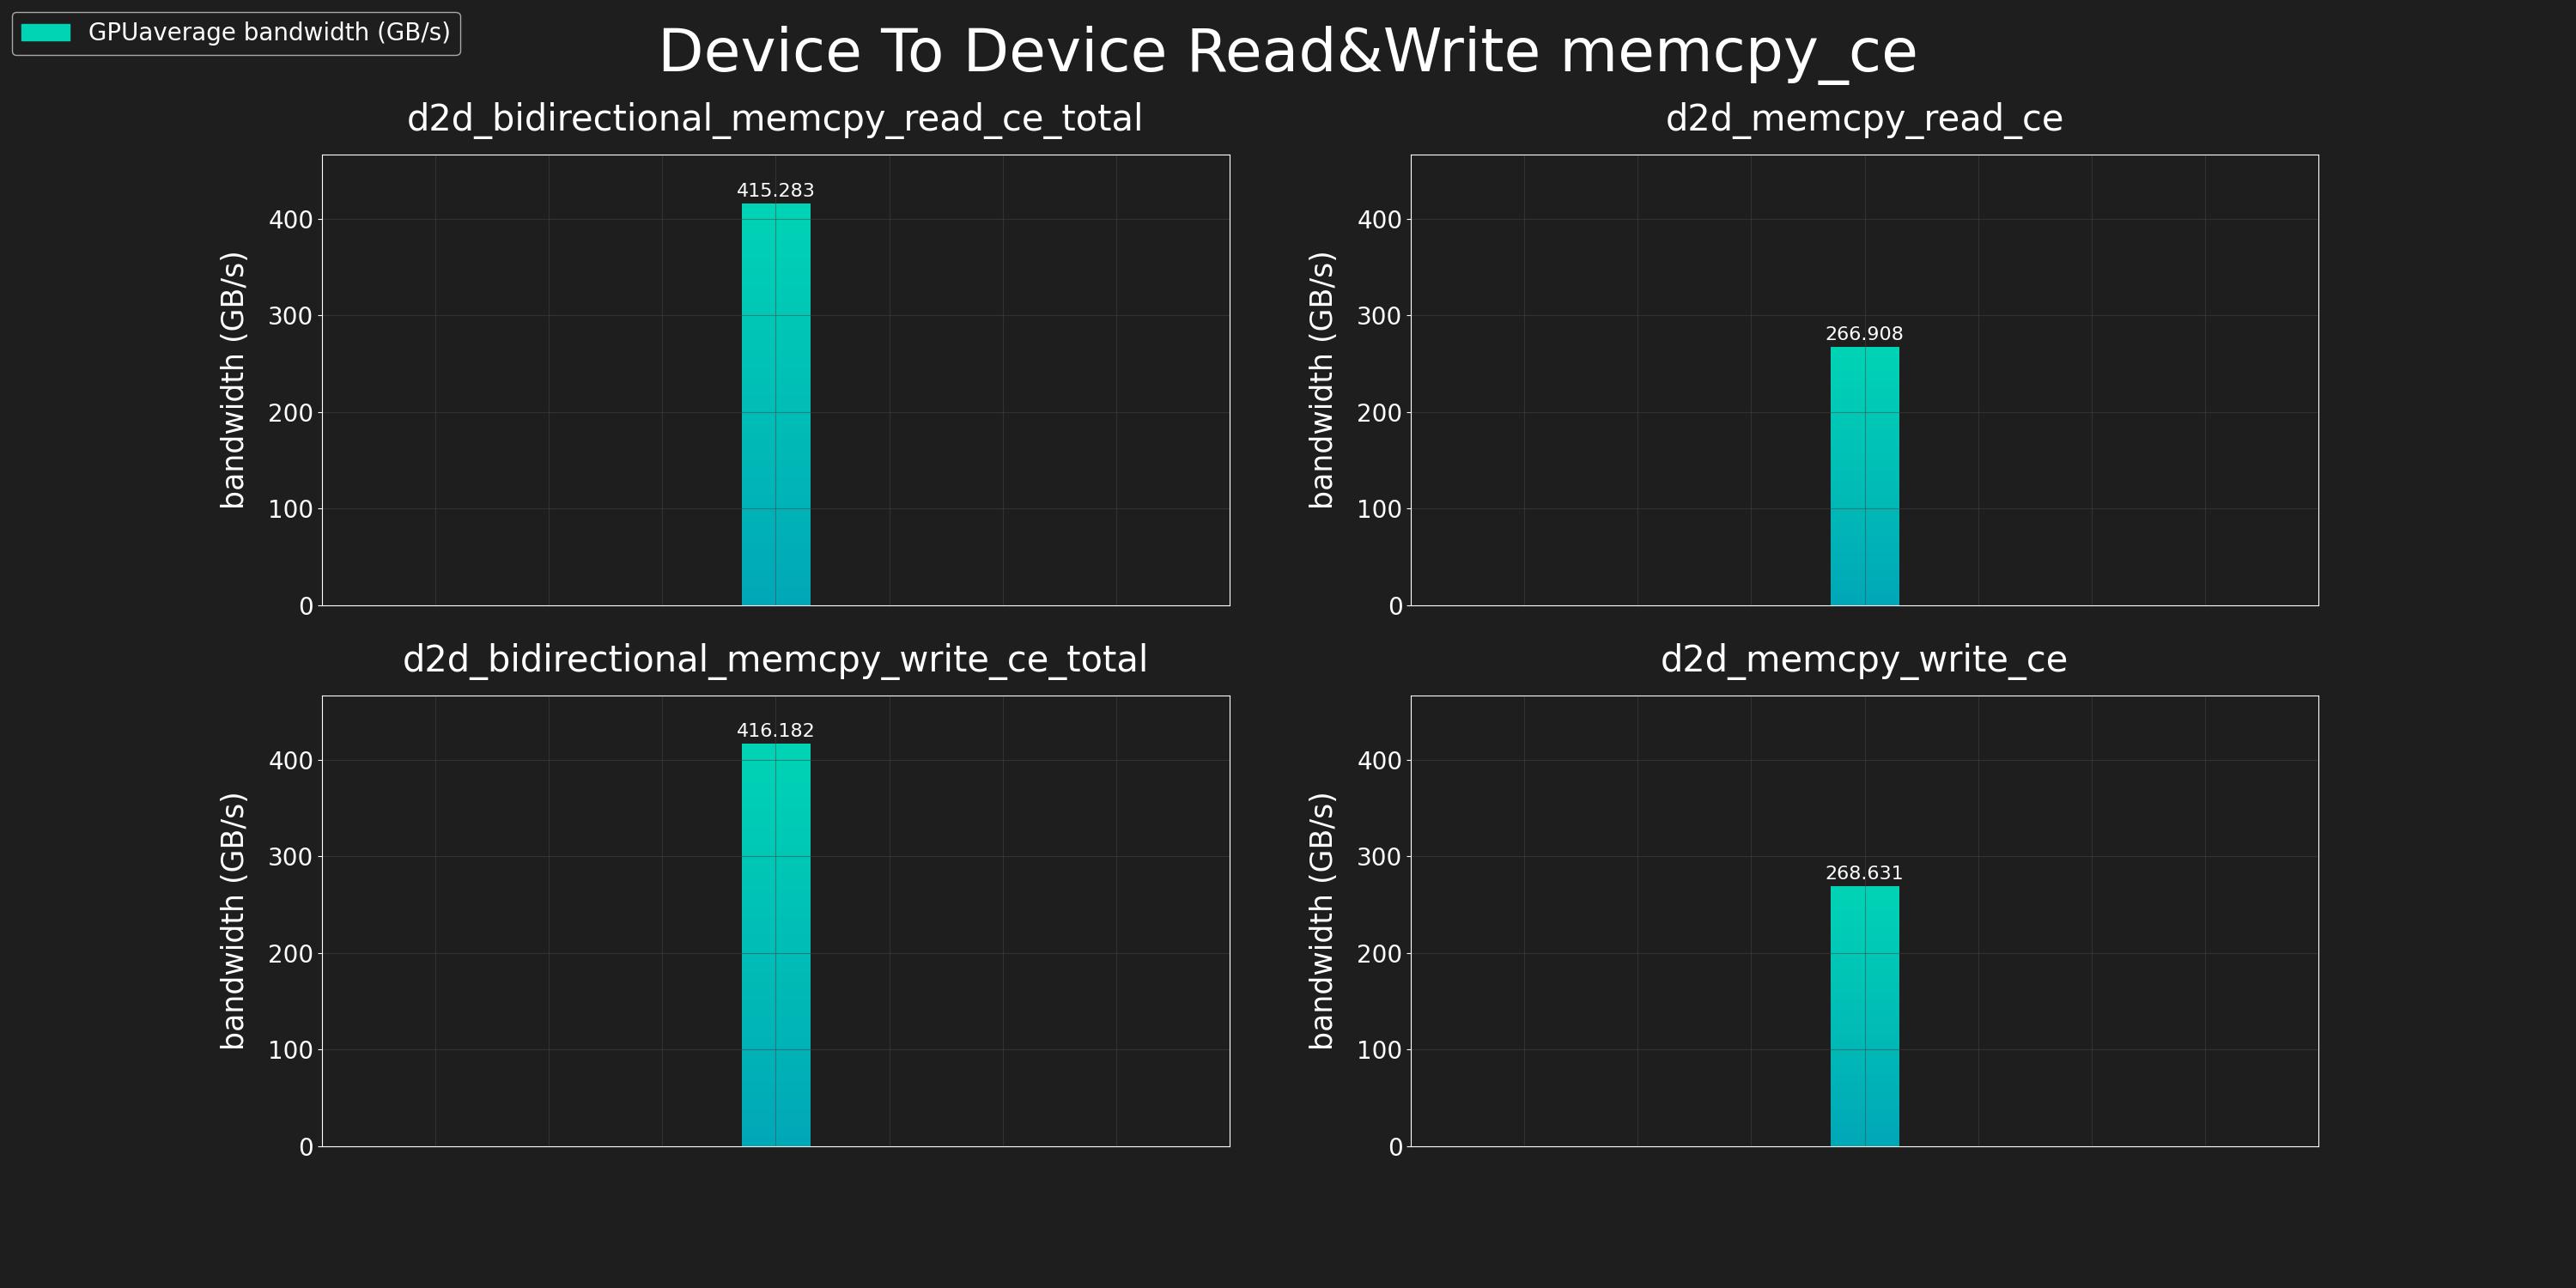 GPUaverage bandwidth (GB/s)
Device To Device Read&Write memcpy_ce
d2d_bidirectional_memcpy_read_ce_total
bandwidth (GB/s)
400
300
200
100
0
415.283
d2d_memcpy_read_ce
bandwidth (GB/s)
400
300
200
100
0
266.908
d2d_bidirectional_memcpy_write_ce_total
bandwidth (GB/s)
400
300
200
100
0
416.182
d2d_memcpy_write_ce
bandwidth (GB/s)
400
300
200
100
0
268.631